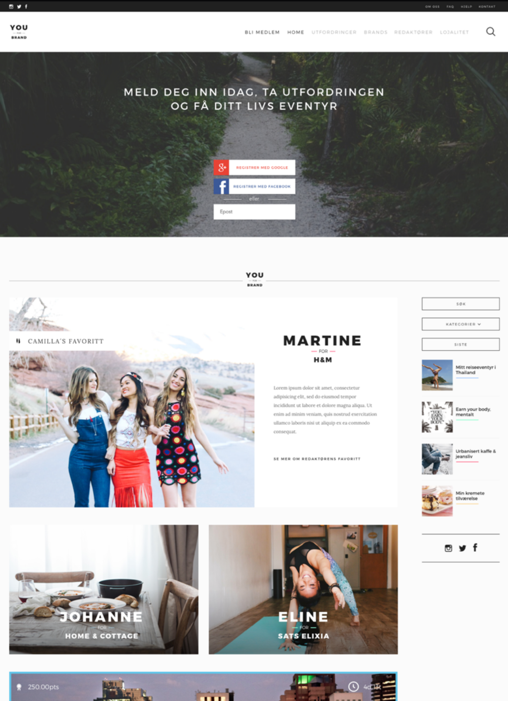 OM OSS FAQ HJELP KONTAKT
YOU
BRAND
BLI MEDLEM HOME UTFORDRINGER BRANDS REDAKTØRER LOJALITET
MELD DEG INN IDAG, TA UTFORDRINGEN
OG FÅ DITT LIVS EVENTYR
REGISTRER MED GOOGLE
REGISTRER MED FACEBOOK
eller
Epost
YOU
BRAND
CAMILLA'S FAVORITT
MARTINE
FOR
H&M
Lorem ipsum dolor sit amet, consectetur
adipiscing elit, sed do eiusmod tempor
incididunt ut labore et dolore magna aliqua. Ut
enim ad minim veniam, quis nostrud exercitation
ullamco laboris nisi ut aliquip ex ea commodo
consequat.
SE MER OM REDAKTØRENS FAVORITT
SØK
KATEGORIER
SISTE
Mitt reiseeventyr i
Thailand
Earn your body,
mentalt
Urbanisert kaffe &
jeansliv
Min kremete
tilværelse
JOHANNE
HOME & COTTAGE
ELINE
FOR
SATS ELIXIA
250.00pts